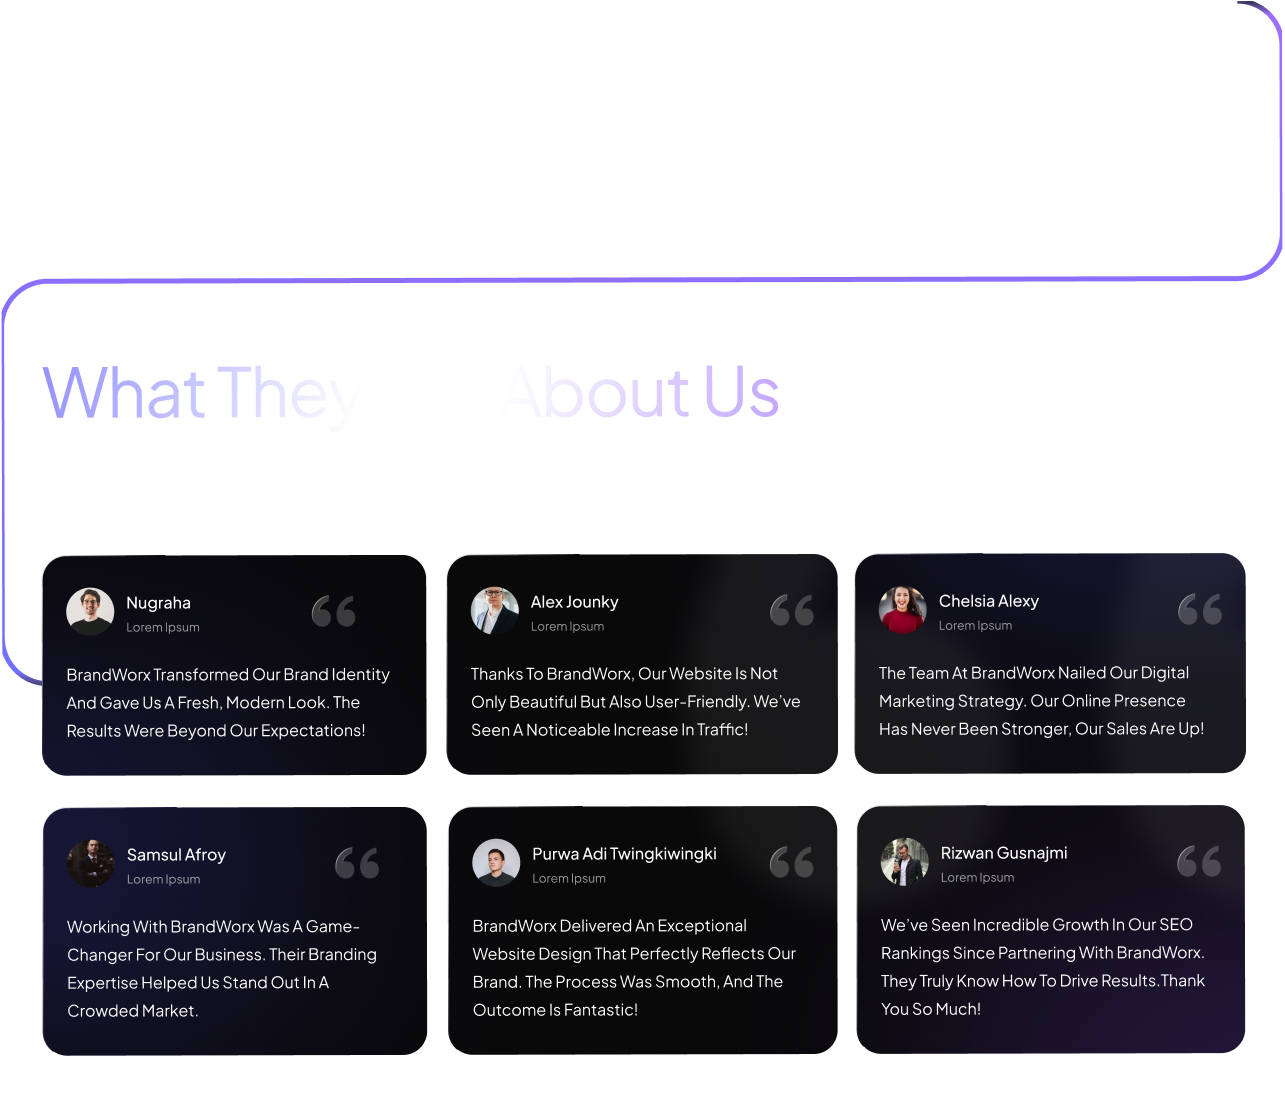 What They About Us
Nugraha
Lorem Ipsum
BrandWorx Transformed Our Brand Identity
And Gave Us A Fresh, Modern Look. The
Results Were Beyond Our Expectations!
Alex Jounky
Lorem Ipsum
Thanks To BrandWorx, Our Website Is Not
Only Beautiful But Also User-Friendly. We’ve
Seen A Noticeable Increase In Traffic!
Chelsia Alexy
Lorem Ipsum
The Team At BrandWorx Nailed Our Digital
Marketing Strategy. Our Online Presence
Has Never Been Stronger, Our Sales Are Up!
Samsul Afroy
Lorem Ipsum
Working With BrandWorx Was A Game-
Changer For Our Business. Their Branding
Expertise Helped Us Stand Out In A
Crowded Market.
Purwa Adi Twingkiwingki
Lorem Ipsum
BrandWorx Delivered An Exceptional
Website Design That Perfectly Reflects Our
Brand. The Process Was Smooth, And The
Outcome Is Fantastic!
Rizwan Gusnajmi
Lorem Ipsum
We’ve Seen Incredible Growth In Our SEO
Rankings Since Partnering With BrandWorx.
They Truly Know How To Drive Results.Thank
You So Much!